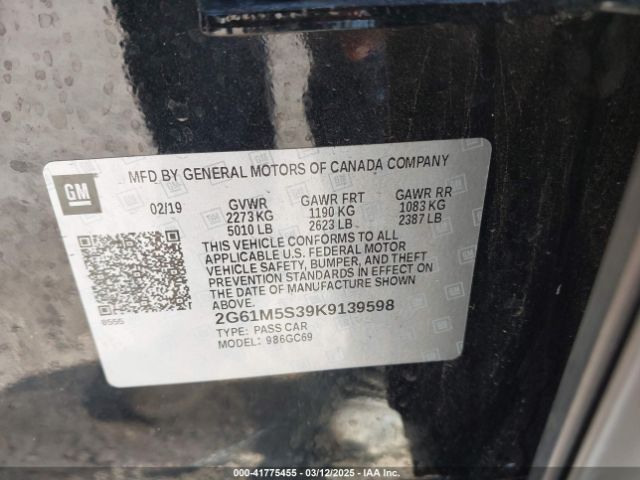 MFD BY GENERAL MOTORS OF CANADA COMPANY
GM
02/19
GVWR
2273 KG
5010 LB
GAWR FRT
1190 KG
2623 LB
GAWR RR
1083 KG
2387 LB
THIS VEHICLE CONFORMS TO ALL
APPLICABLE U.S. FEDERAL MOTOR
VEHICLE SAFETY, BUMPER, AND THEFT
PREVENTION STANDARDS IN EFFECT ON
THE DATE OF MANUFACTURE SHOWN
ABOVE.
2G61M5S39K9139598
TYPE: PASS CAR
MODEL: 986GC69
8555
000-41775455 — 03/12/2025 — IAA Inc.